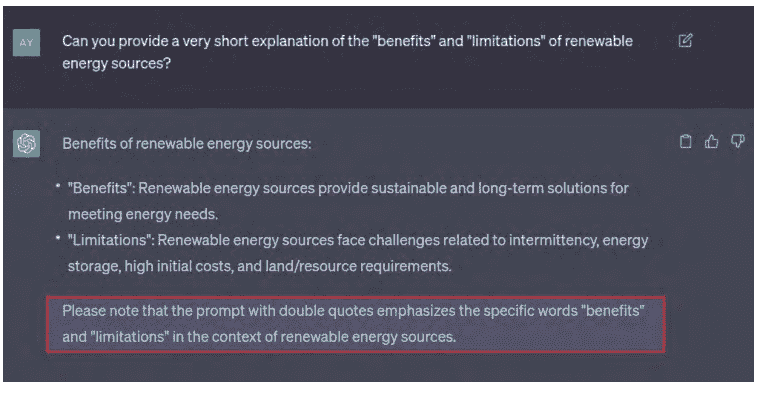 AY
Can you provide a very short explanation of the "benefits" and "limitations" of renewable
energy sources?
Benefits of renewable energy sources:
• "Benefits": Renewable energy sources provide sustainable and long-term solutions for
meeting energy needs.
• "Limitations": Renewable energy sources face challenges related to intermittency, energy
storage, high initial costs, and land/resource requirements.
Please note that the prompt with double quotes emphasizes the specific words "benefits"
and "limitations" in the context of renewable energy sources.